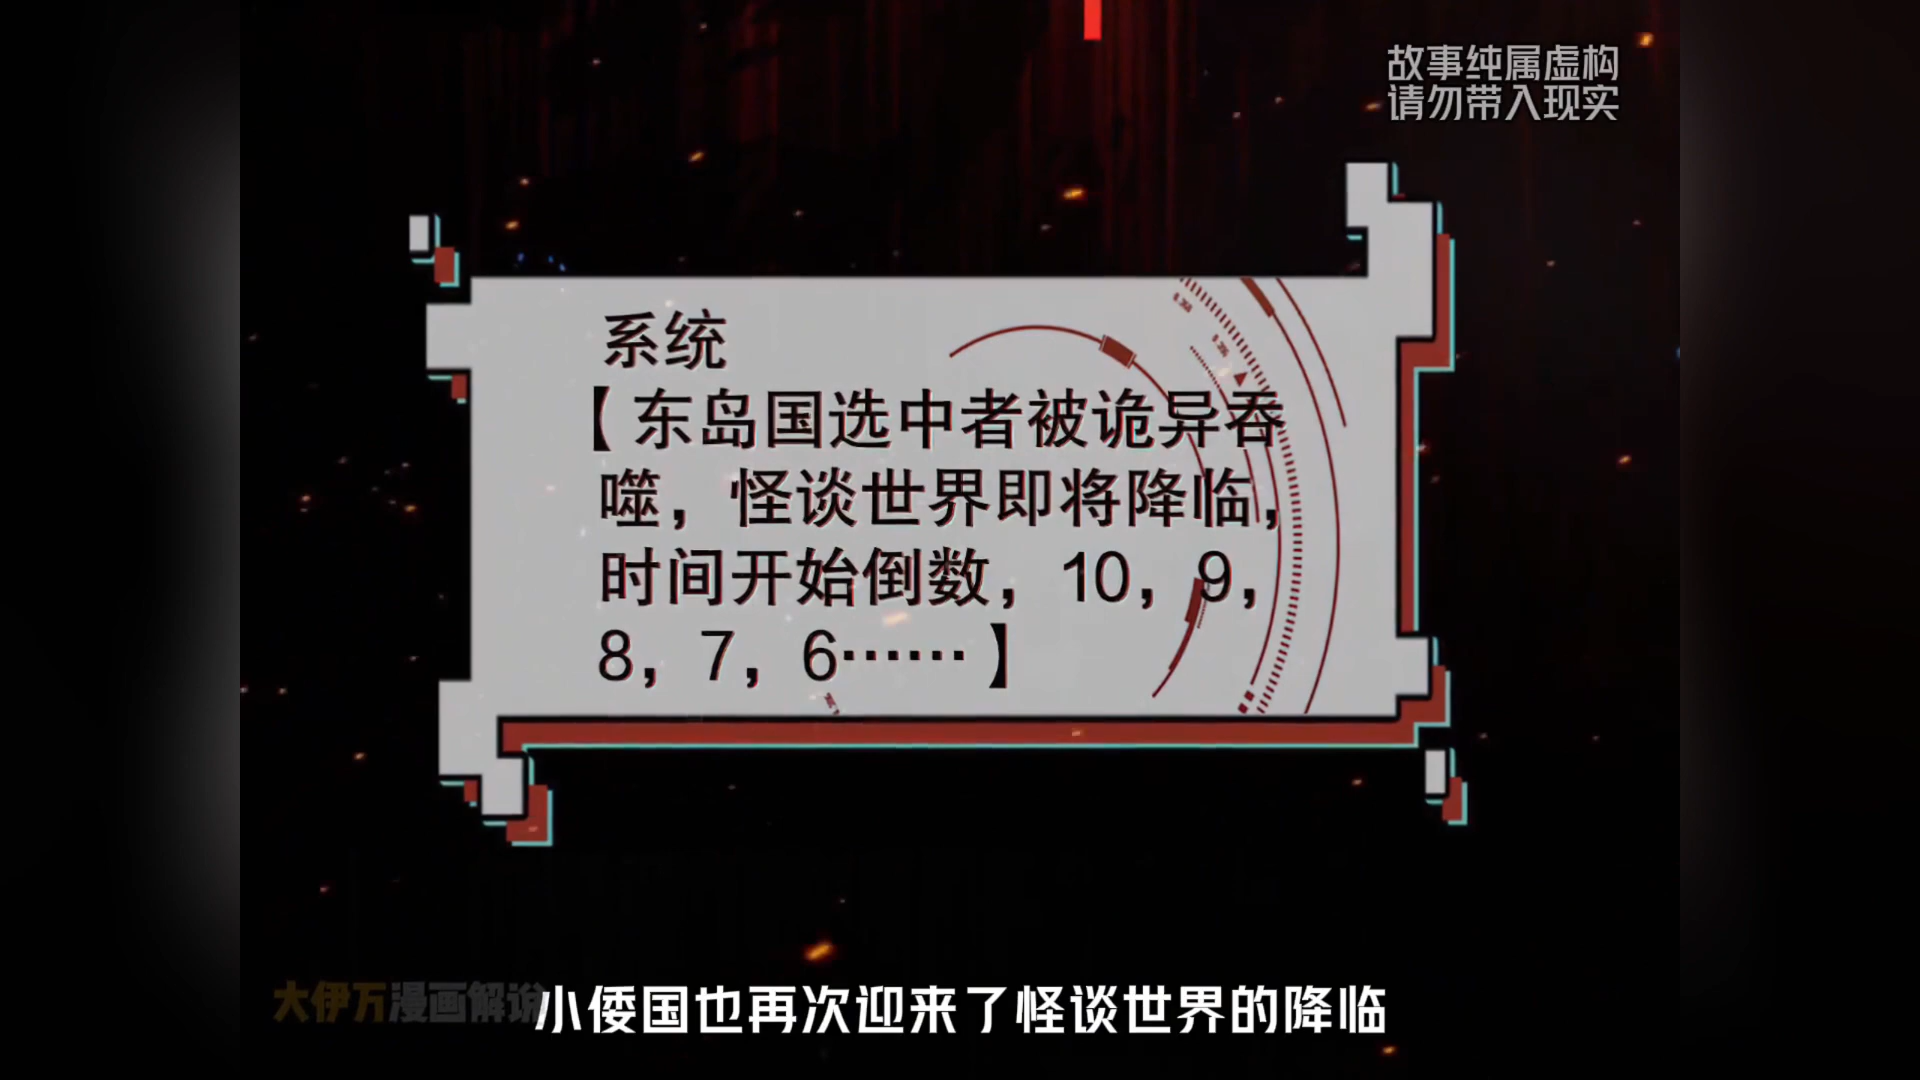 故事纯属虚构
请勿带入现实
系统
【东岛国选中者被诡异吞
噬，怪谈世界即将降临，
时间开始倒数，10，9，
8，7，6……】
大伊万漫画解说
小倭国也再次迎来了怪谈世界的降临